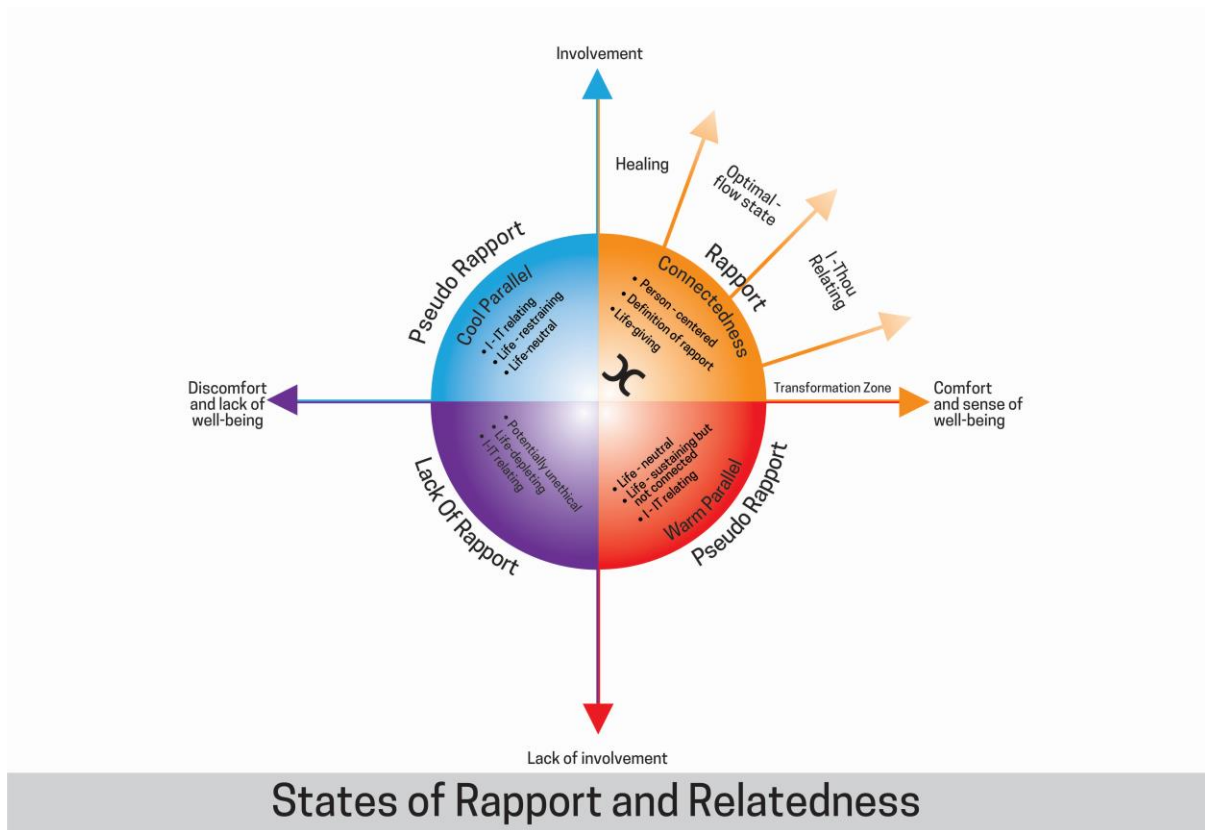 Involvement
Healing
Optimal -
flow state
I -Thou
Relating
Pseudo Rapport
Cool Parallel
• I - IT relating
• Life - restraining
• Life-neutral
Rapport
Connectedness
• Person - centered
• Definition of rapport
• Life-giving
Discomfort
and lack of
well-being
Transformation Zone
Comfort
and sense of
well-being
Lack Of Rapport
• Potentially unethical
• Life-depleting
• I-IT relating
• Life - neutral
• Life - sustaining but
not connected
• I - IT relating
Warm Parallel
Pseudo Rapport
Lack of involvement
States of Rapport and Relatedness